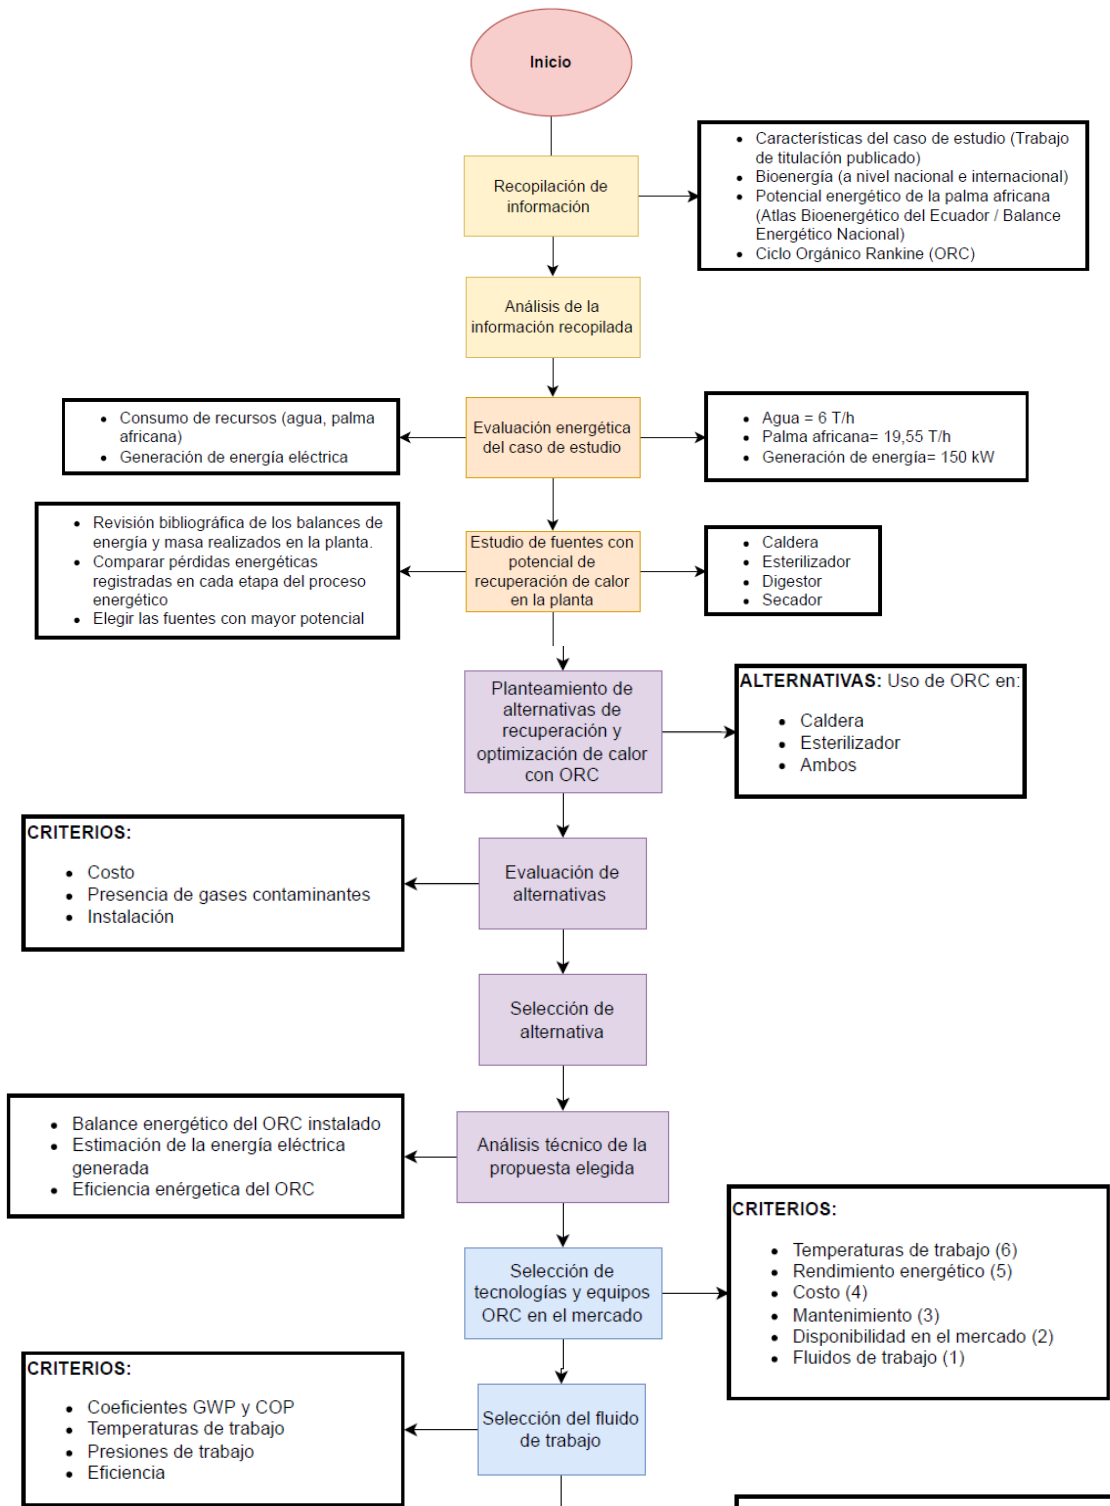 Inicio
Recopilación de
información
• Características del caso de estudio (Trabajo
de titulación publicado)
• Bioenergía (a nivel nacional e internacional)
• Potencial energético de la palma africana
(Atlas Bioenergético del Ecuador / Balance
Energético Nacional)
• Ciclo Orgánico Rankine (ORC)
Análisis de la
información recopilada
• Consumo de recursos (agua, palma
africana)
• Generación de energía eléctrica
Evaluación energética
del caso de estudio
• Agua = 6 T/h
• Palma africana= 19,55 T/h
• Generación de energía= 150 kW
• Revisión bibliográfica de los balances de
energía y masa realizados en la planta.
• Comparar pérdidas energéticas
registradas en cada etapa del proceso
energético
• Elegir las fuentes con mayor potencial
Estudio de fuentes con
potencial de
recuperación de calor
en la planta
• Caldera
• Esterilizador
• Digestor
• Secador
Planteamiento de
alternativas de
recuperación y
optimización de calor
con ORC
ALTERNATIVAS: Uso de ORC en:
• Caldera
• Esterilizador
• Ambos
CRITERIOS:
• Costo
• Presencia de gases contaminantes
• Instalación
Evaluación de
alternativas
Selección de
alternativa
• Balance energético del ORC instalado
• Estimación de la energía eléctrica
generada
• Eficiencia enérgetica del ORC
Análisis técnico de la
propuesta elegida
Selección de
tecnologías y equipos
ORC en el mercado
CRITERIOS:
• Temperaturas de trabajo (6)
• Rendimiento energético (5)
• Costo (4)
• Mantenimiento (3)
• Disponibilidad en el mercado (2)
• Fluidos de trabajo (1)
CRITERIOS:
• Coeficientes GWP y COP
• Temperaturas de trabajo
• Presiones de trabajo
• Eficiencia
Selección del fluido
de trabajo